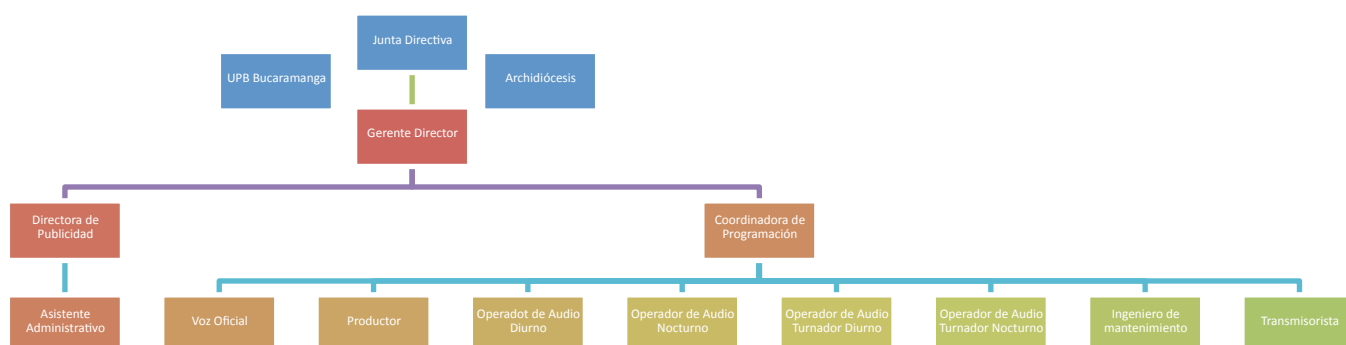 Junta Directiva
UPB Bucaramanga
Archidiócesis
Gerente Director
Directora de
Publicidad
Coordinadora de
Programación
Asistente
Administrativo
Voz Oficial
Productor
Operadot de Audio
Diurno
Operador de Audio
Nocturno
Operador de Audio
Turnador Diurno
Operador de Audio
Turnador Nocturno
Ingeniero de
mantenimiento
Transmisorista